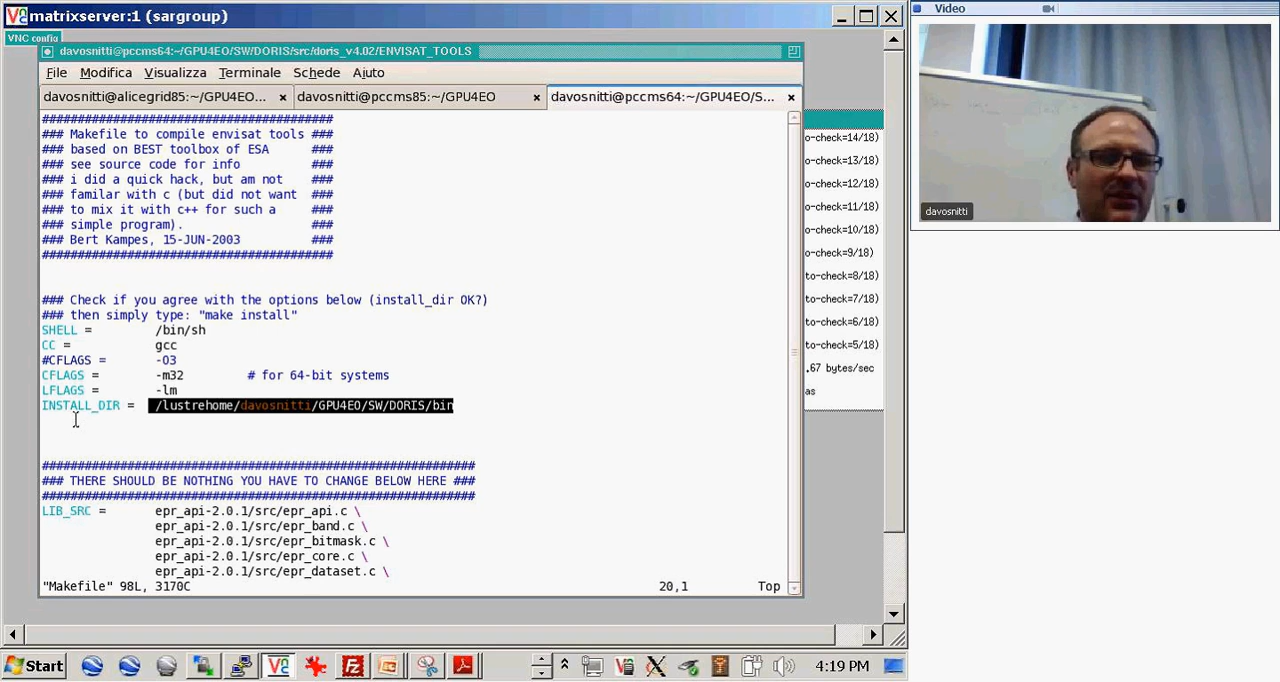 matrixserver:1 (sargroup)
VNC config
davosnitti@pccms64:~/GPU4EO/SW/DORIS/src/doris_v4.02/ENVISAT_TOOLS
File Modifica Visualizza Terminale Schede Aiuto
davosnitti@alicegrid85:~/GPU4EO... davosnitti@pccms85:~/GPU4EO davosnitti@pccms64:~/GPU4EO/S...
########################################
### Makefile to compile envisat tools ###
### based on BEST toolbox of ESA ###
### see source code for info ###
### i did a quick hack, but am not ###
### familar with c (but did not want ###
### to mix it with c++ for such a ###
### simple program). ###
### Bert Kampes, 15-JUN-2003 ###
########################################
### Check if you agree with the options below (install_dir OK?)
### then simply type: "make install"
SHELL = /bin/sh
CC = gcc
#CFLAGS = -O3
CFLAGS = -m32 # for 64-bit systems
LFLAGS = -lm
INSTALL_DIR = /lustrehome/davosnitti/GPU4EO/SW/DORIS/bin
#############################################################
### THERE SHOULD BE NOTHING YOU HAVE TO CHANGE BELOW HERE ###
#############################################################
LIB_SRC = epr_api-2.0.1/src/epr_api.c \
epr_api-2.0.1/src/epr_band.c \
epr_api-2.0.1/src/epr_bitmask.c \
epr_api-2.0.1/src/epr_core.c \
epr_api-2.0.1/src/epr_dataset.c \
"Makefile" 98L, 3170C 20,1 Top
o-check=14/18)
o-check=13/18)
o-check=12/18)
o-check=11/18)
o-check=10/18)
o-check=9/18)
to-check=8/18)
to-check=7/18)
to-check=6/18)
to-check=5/18)
.67 bytes/sec
as
Video
davosnitti
Start
4:19 PM